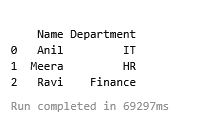 Name Department
0 Anil IT
1 Meera HR
2 Ravi Finance
Run completed in 69297ms